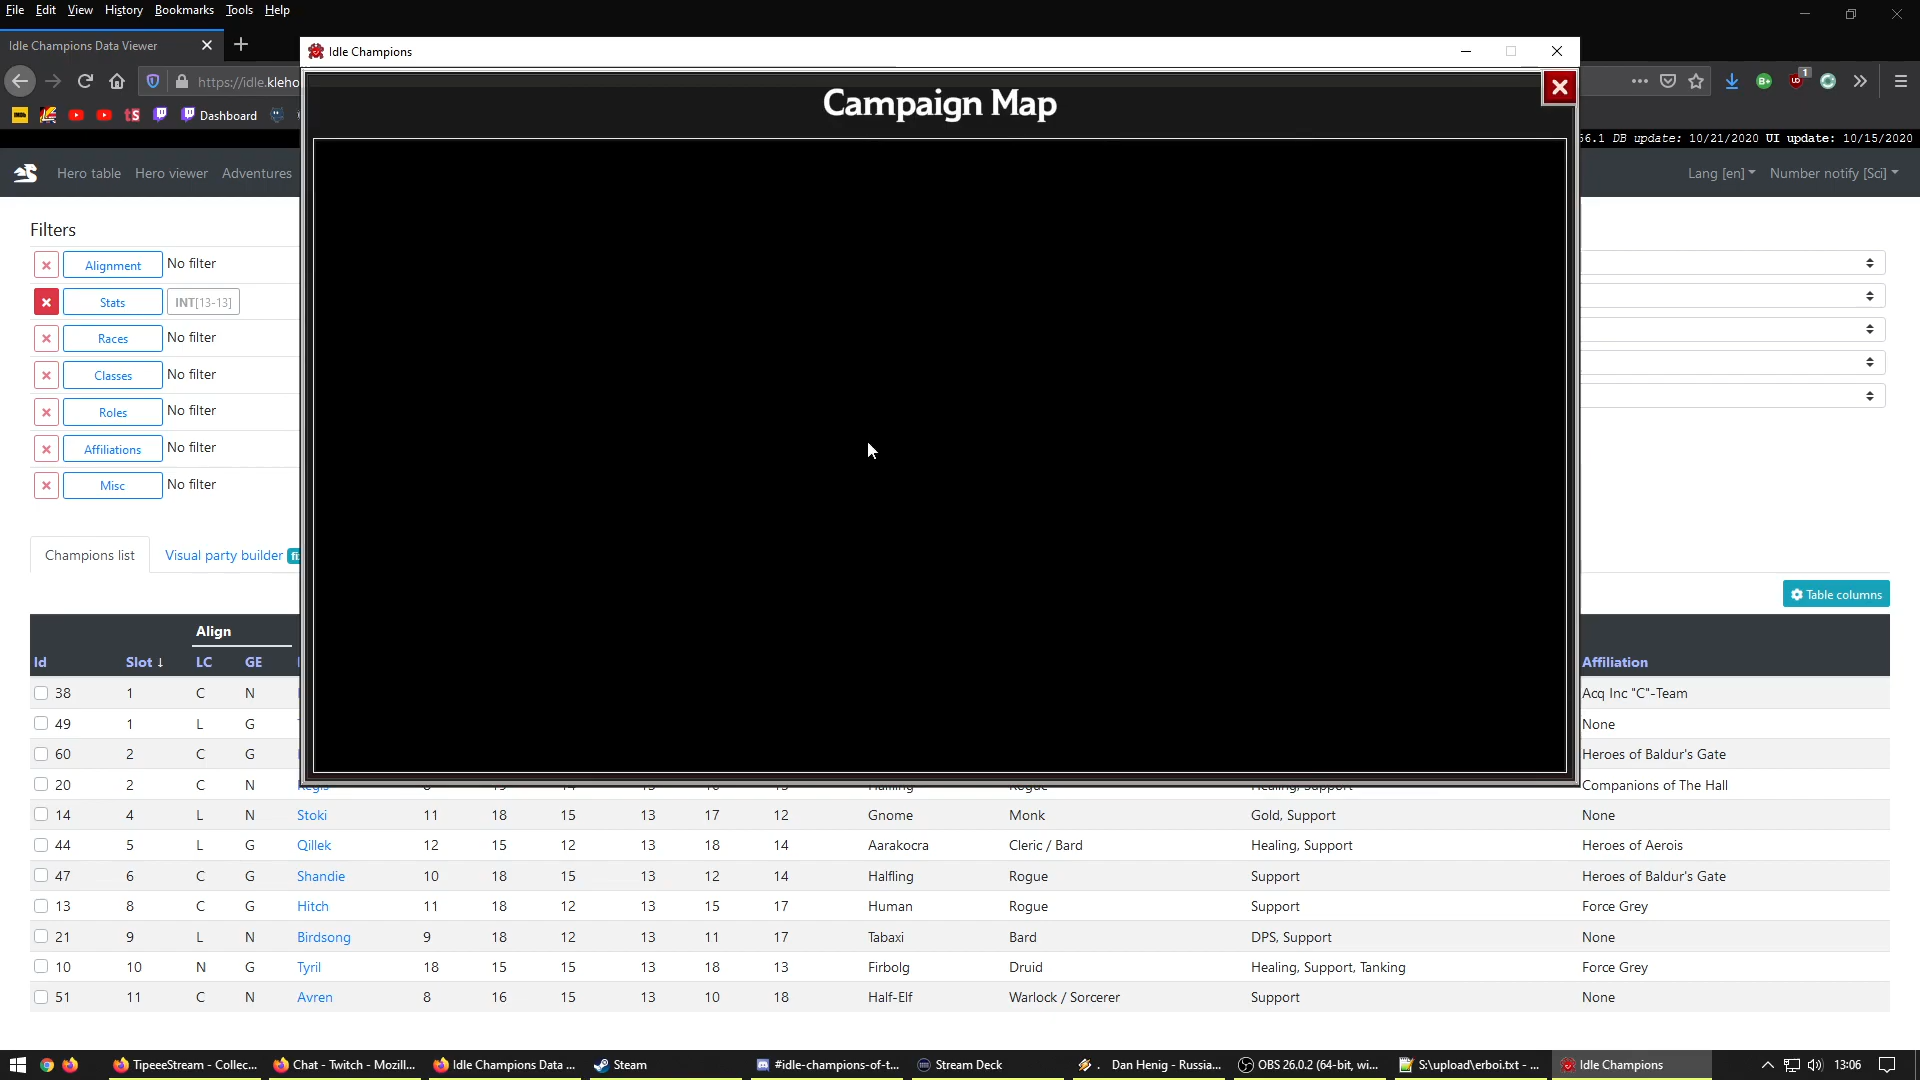 File Edit View History Bookmarks Tools Help
Idle Champions Data Viewer
https://idle.kleho
Dashboard
Idle Champions
Campaign Map
DB update: 10/21/2020 UI update: 10/15/2020
Hero table Hero viewer Adventures
Lang [en] Number notify [Sci]
Filters
Alignment No filter
Stats INT[13-13]
Races No filter
Classes No filter
Roles No filter
Affiliations No filter
Misc No filter
Champions list Visual party builder
Table columns
Align
Id Slot ↓ LC GE Affiliation
38 1 C N Acq Inc "C"-Team
49 1 L G None
60 2 C G Heroes of Baldur's Gate
20 2 C N Companions of The Hall
14 4 L N Stoki 11 18 15 13 17 12 Gnome Monk Gold, Support None
44 5 L G Qillek 12 15 12 13 18 14 Aarakocra Cleric / Bard Healing, Support Heroes of Aerois
47 6 C G Shandie 10 18 15 13 12 14 Halfling Rogue Support Heroes of Baldur's Gate
13 8 C G Hitch 11 18 12 13 15 17 Human Rogue Support Force Grey
21 9 L N Birdsong 9 18 12 13 11 17 Tabaxi Bard DPS, Support None
10 10 N G Tyril 18 15 15 13 18 13 Firbolg Druid Healing, Support, Tanking Force Grey
51 11 C N Avren 8 16 15 13 10 18 Half-Elf Warlock / Sorcerer Support None
TipeeeStream - Collec... Chat - Twitch - Mozill... Idle Champions Data ... Steam #idle-champions-of-t... Stream Deck Dan Henig - Russia... OBS 26.0.2 (64-bit, wi... S:\upload\erboi.txt - ... Idle Champions 13:06